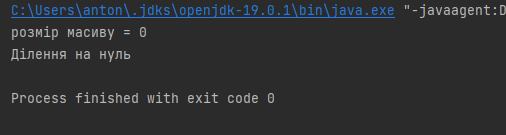 C:\Users\anton\.jdks\openjdk-19.0.1\bin\java.exe "-javaagent:D
розмір масиву = 0
Ділення на нуль
Process finished with exit code 0